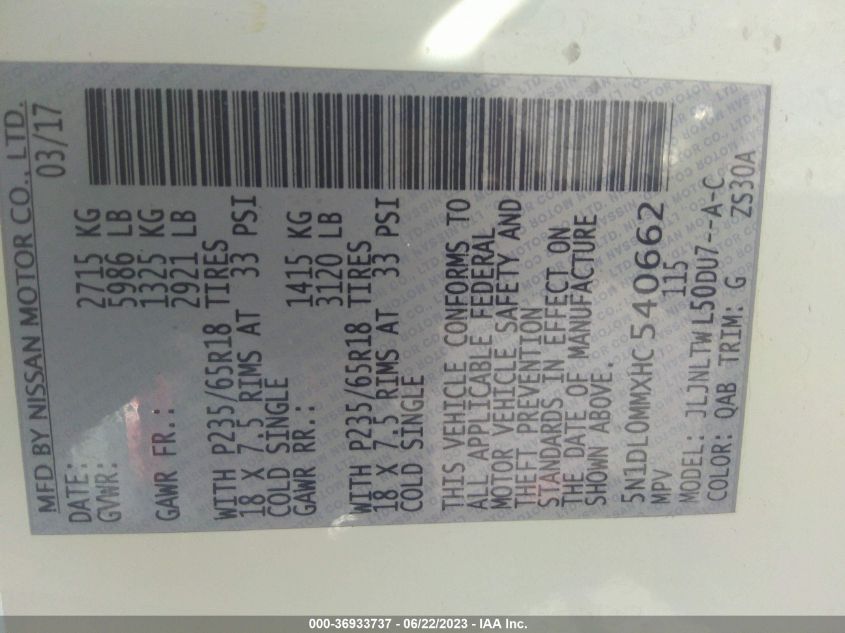 MFD BY NISSAN MOTOR CO., LTD.
DATE: 03/17
GVWR: 2715 KG
5986 LB
GAWR FR.: 1325 KG
2921 LB
WITH P235/65R18 TIRES
18 X 7.5 RIMS AT 33 PSI
COLD SINGLE
GAWR RR.: 1415 KG
3120 LB
WITH P235/65R18 TIRES
18 X 7.5 RIMS AT 33 PSI
COLD SINGLE
THIS VEHICLE CONFORMS TO
ALL APPLICABLE FEDERAL
MOTOR VEHICLE SAFETY AND
THEFT PREVENTION
STANDARDS IN EFFECT ON
THE DATE OF MANUFACTURE
SHOWN ABOVE.
5N1DL0MMXHC540662
MPV 115
MODEL: JLJNLTWL50DU7--A-C
COLOR: QAB TRIM: G ZS30A
000-36933737 - 06/22/2023 - IAA Inc.